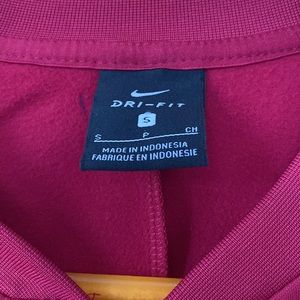 DRI-FIT
S
S P CH
MADE IN INDONESIA
FABRIQUE EN INDONESIE